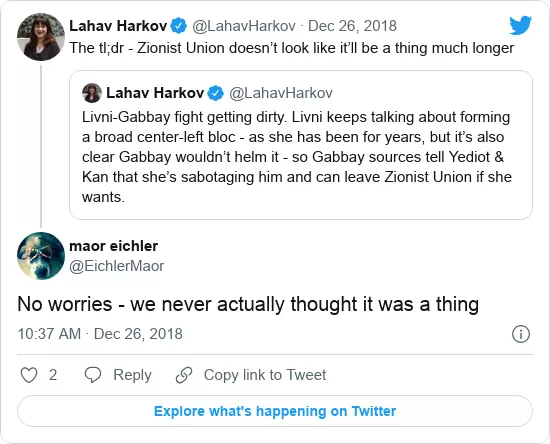 Lahav Harkov @LahavHarkov · Dec 26, 2018
The tl;dr - Zionist Union doesn’t look like it’ll be a thing much longer
Lahav Harkov @LahavHarkov
Livni-Gabbay fight getting dirty. Livni keeps talking about forming
a broad center-left bloc - as she has been for years, but it’s also
clear Gabbay wouldn’t helm it - so Gabbay sources tell Yediot &
Kan that she’s sabotaging him and can leave Zionist Union if she
wants.
maor eichler
@EichlerMaor
No worries - we never actually thought it was a thing
10:37 AM · Dec 26, 2018
2 Reply Copy link to Tweet
Explore what’s happening on Twitter